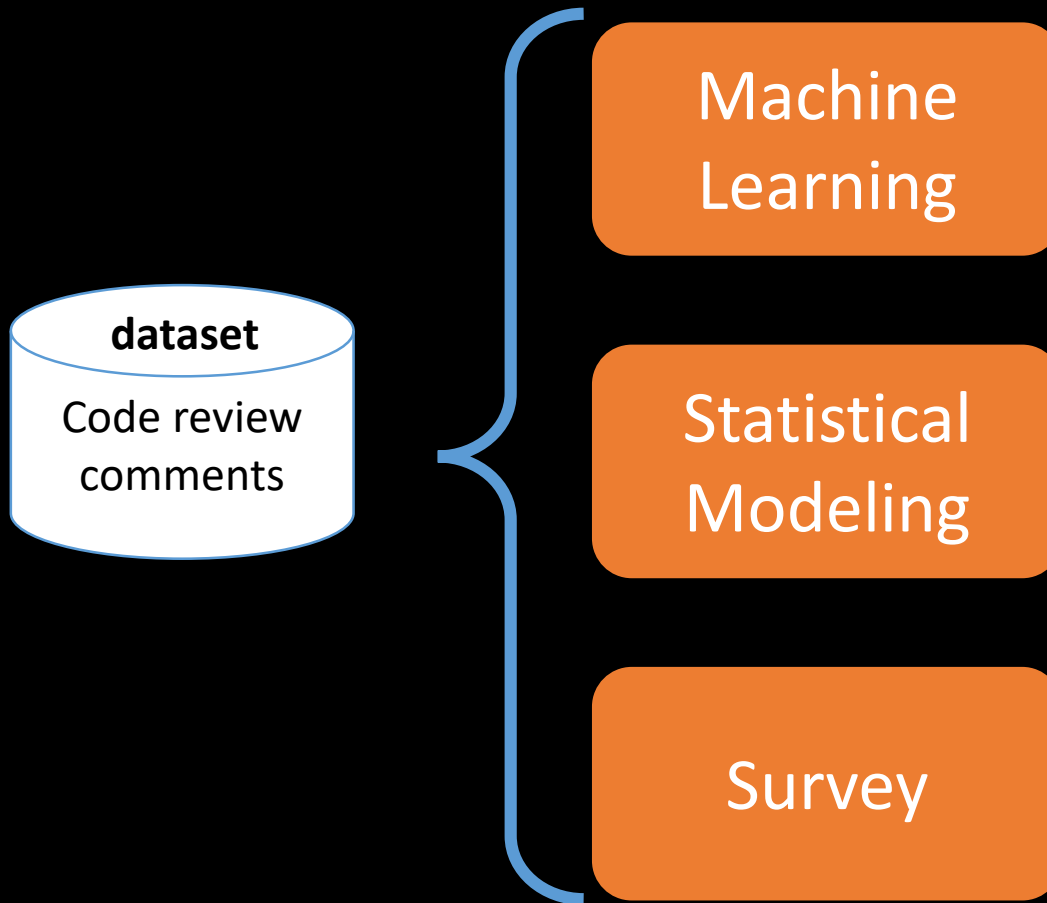 dataset
Code review
comments
Machine
Learning
Statistical
Modeling
Survey